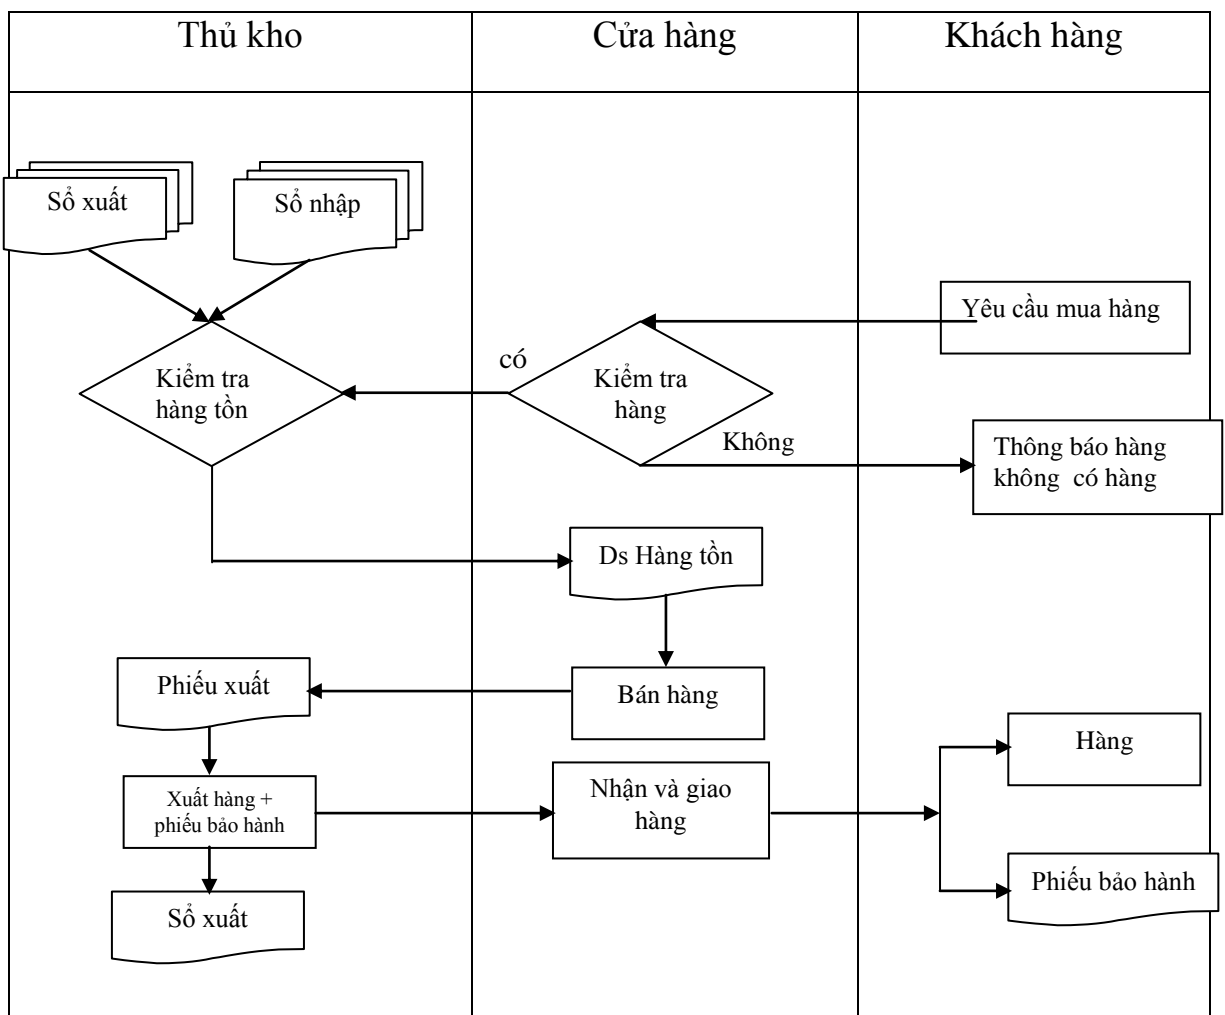 Thủ kho
Cửa hàng
Khách hàng
Sổ xuất
Sổ nhập
Yêu cầu mua hàng
có
Kiểm tra
hàng tồn
Kiểm tra
hàng
Không
Thông báo hàng
không có hàng
Ds Hàng tồn
Phiếu xuất
Bán hàng
Hàng
Xuất hàng +
phiếu bảo hành
Nhận và giao
hàng
Phiếu bảo hành
Sổ xuất